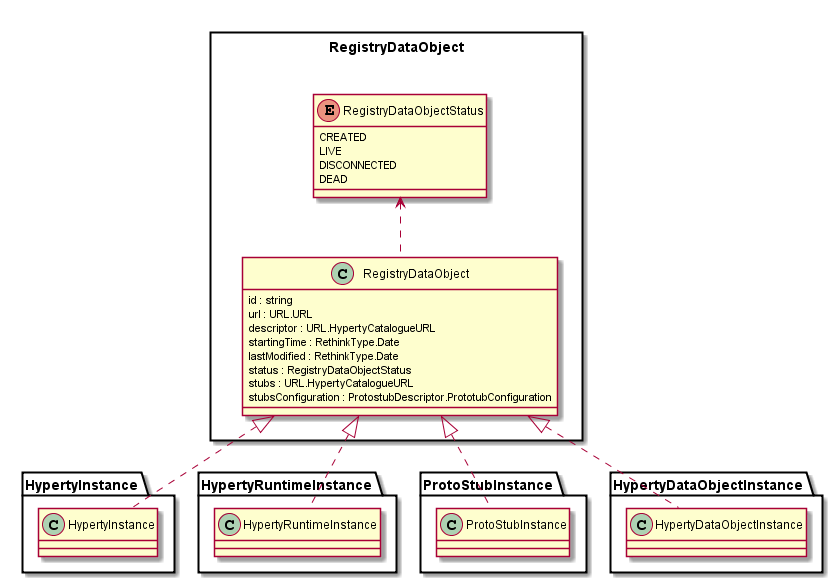 RegistryDataObject
E RegistryDataObjectStatus
CREATED
LIVE
DISCONNECTED
DEAD
C RegistryDataObject
id : string
url : URL.URL
descriptor : URL.HypertyCatalogueURL
startingTime : RethinkType.Date
lastModified : RethinkType.Date
status : RegistryDataObjectStatus
stubs : URL.HypertyCatalogueURL
stubsConfiguration : ProtostubDescriptor.PrototubConfiguration
HypertyInstance
C HypertyInstance
HypertyRuntimeInstance
C HypertyRuntimeInstance
ProtoStubInstance
C ProtoStubInstance
HypertyDataObjectInstance
C HypertyDataObjectInstance